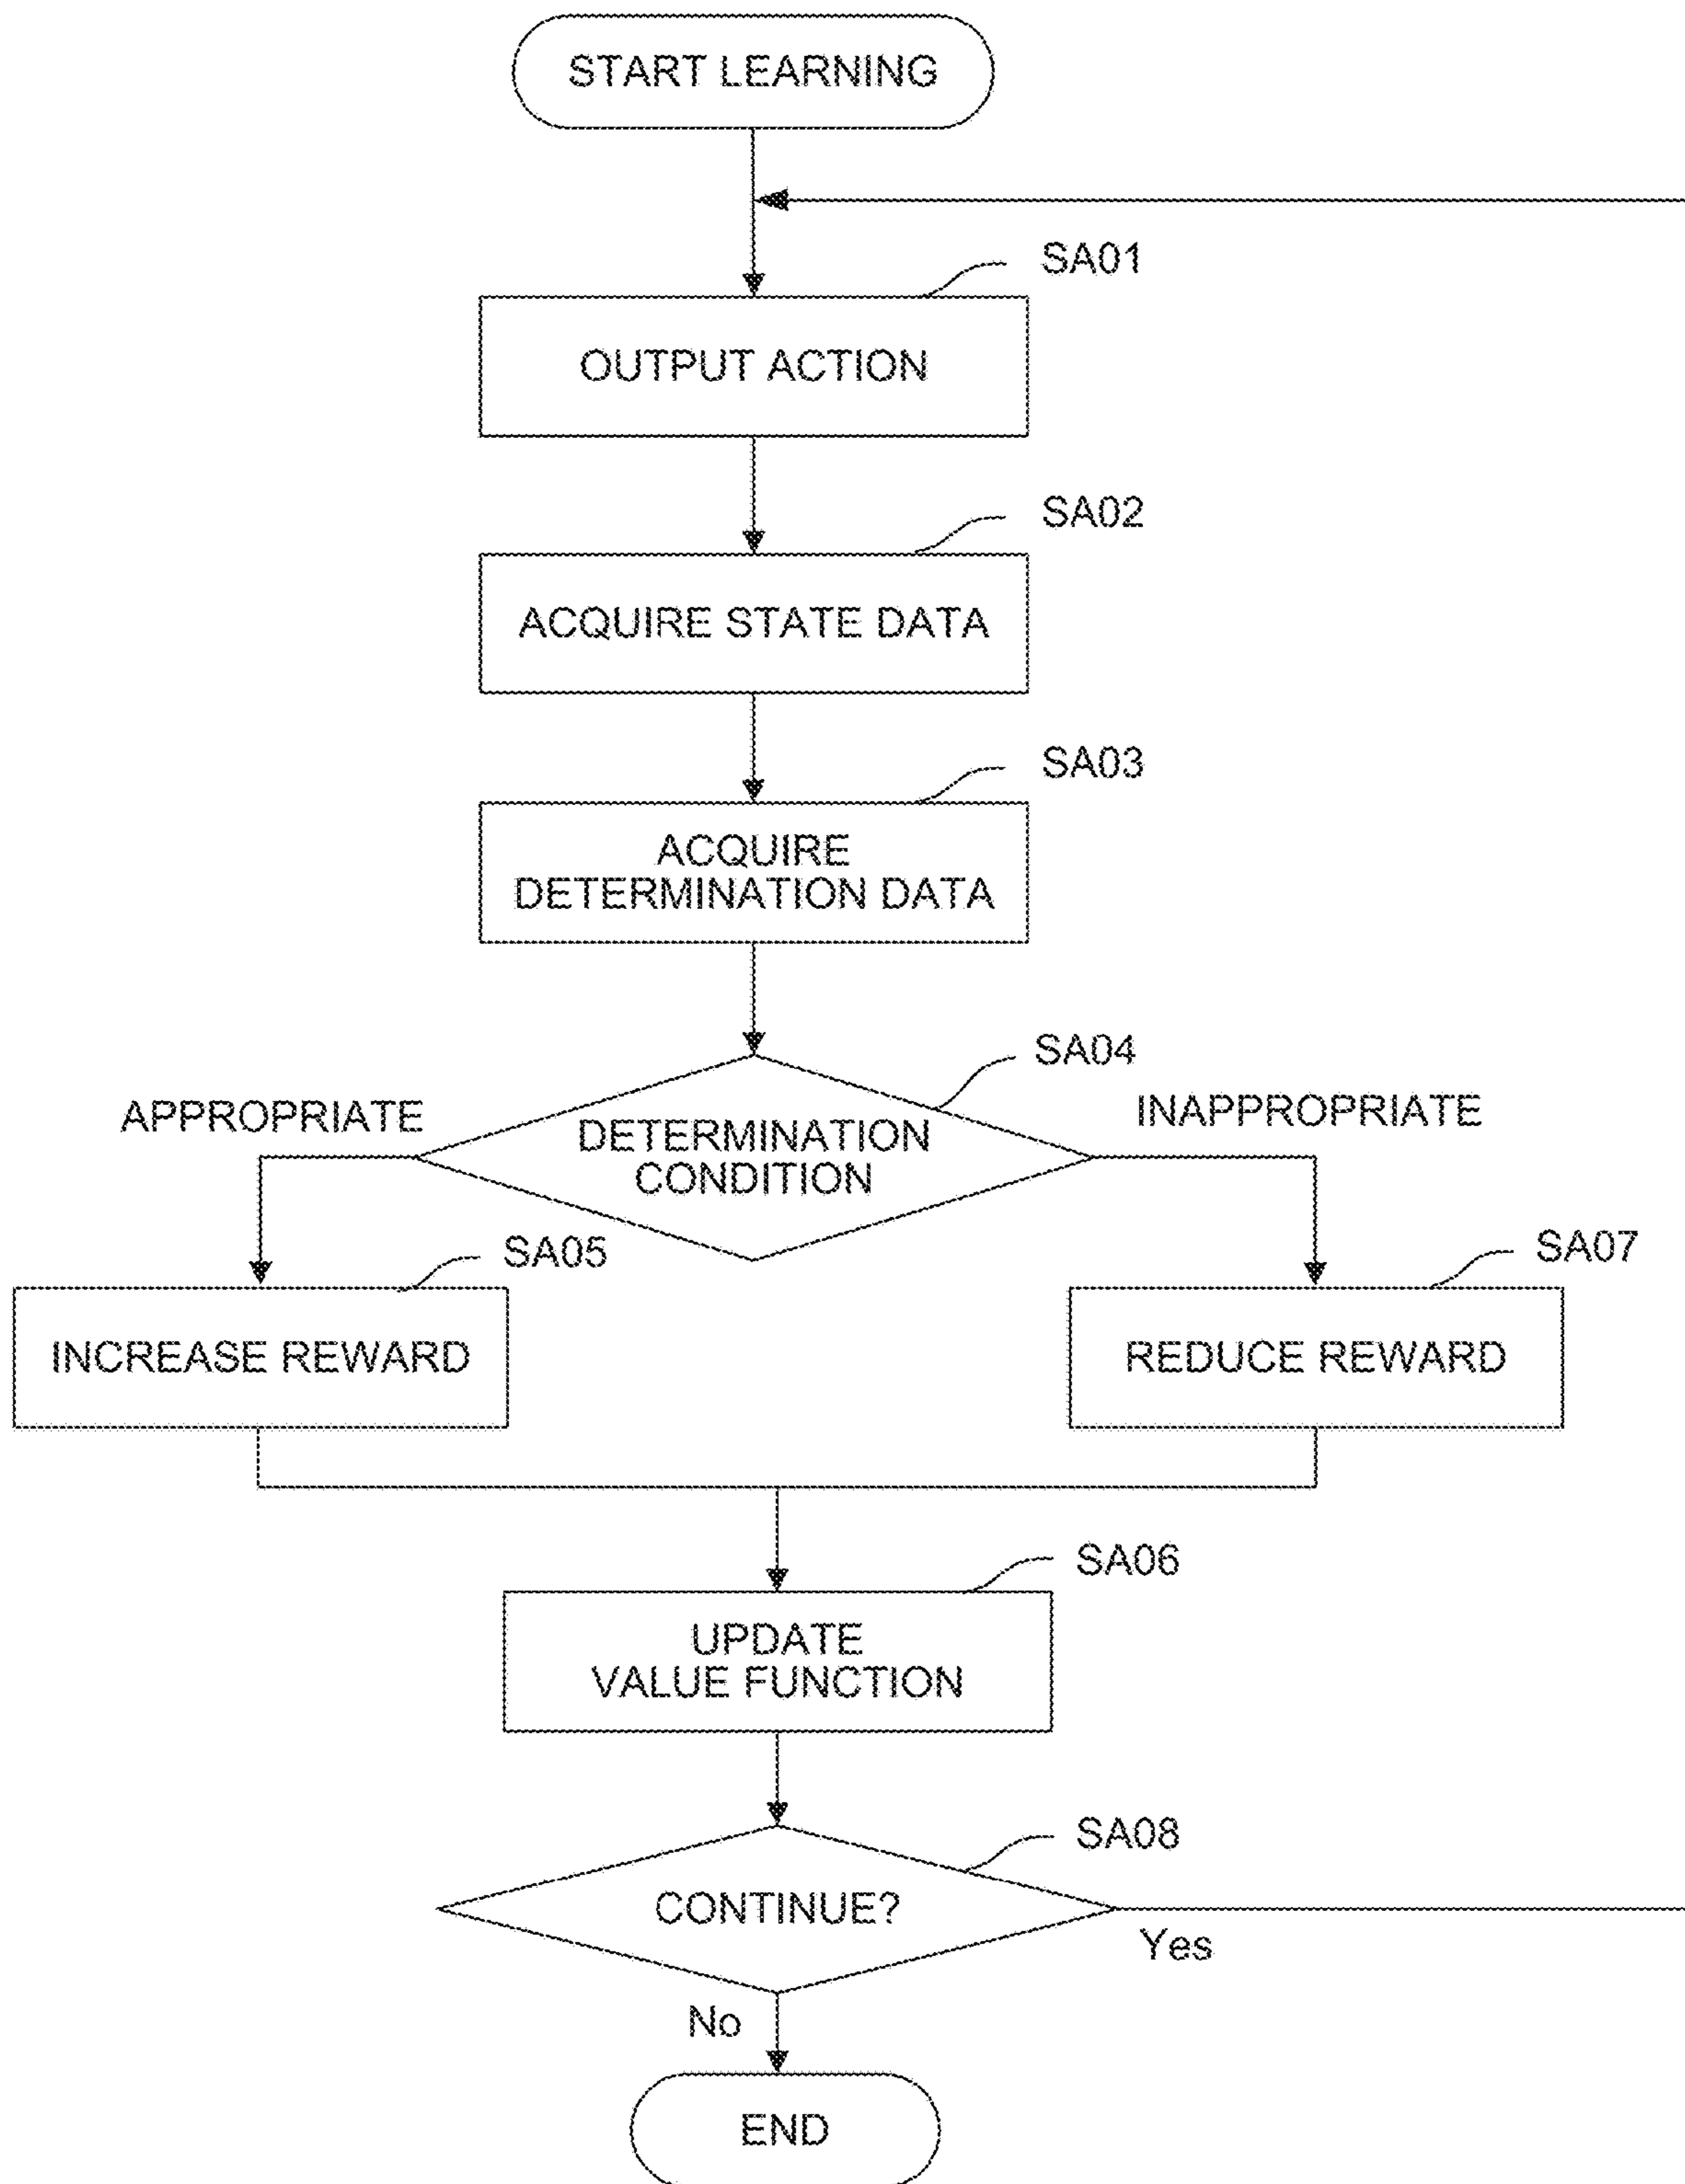 START LEARNING
SA01
OUTPUT ACTION
SA02
ACQUIRE STATE DATA
SA03
ACQUIRE
DETERMINATION DATA
SA04
APPROPRIATE
INAPPROPRIATE
DETERMINATION
CONDITION
SA05
SA07
INCREASE REWARD
REDUCE REWARD
SA06
UPDATE
VALUE FUNCTION
SA08
CONTINUE?
Yes
No
END